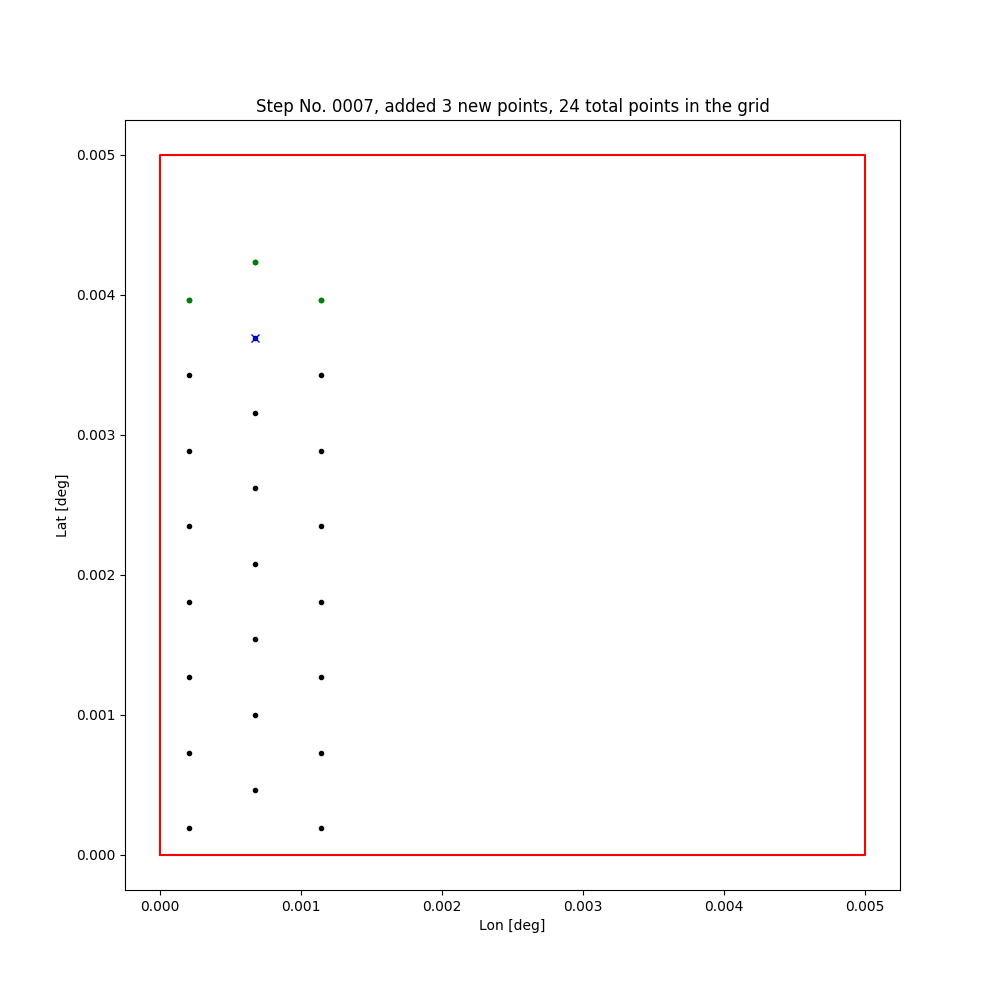 Step No. 0007, added 3 new points, 24 total points in the grid
0.005
0.004
0.003
0.002
0.001
0.000
Lat [deg]
0.000 0.001 0.002 0.003 0.004 0.005
Lon [deg]